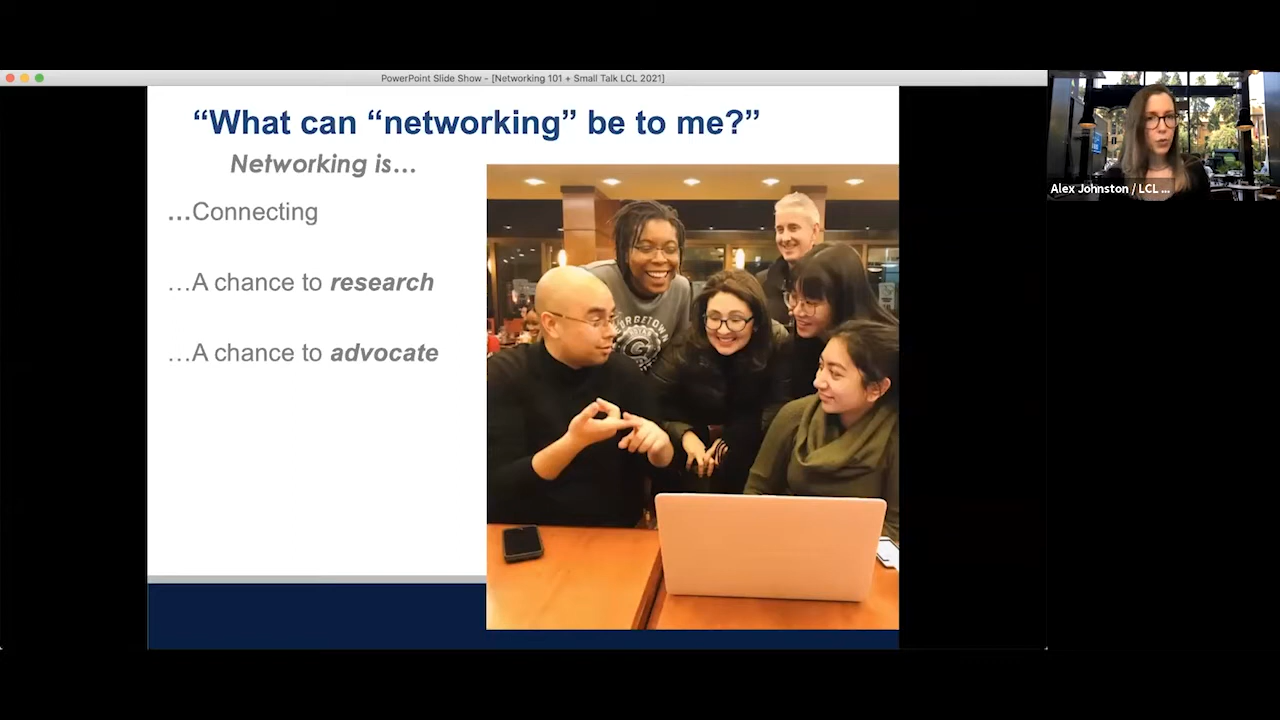 PowerPoint Slide Show - [Networking 101 + Small Talk LCL 2021]
“What can “networking” be to me?”
Networking is…
…Connecting
…A chance to research
…A chance to advocate
GEORGETOWN
G
Alex Johnston / LCL ...